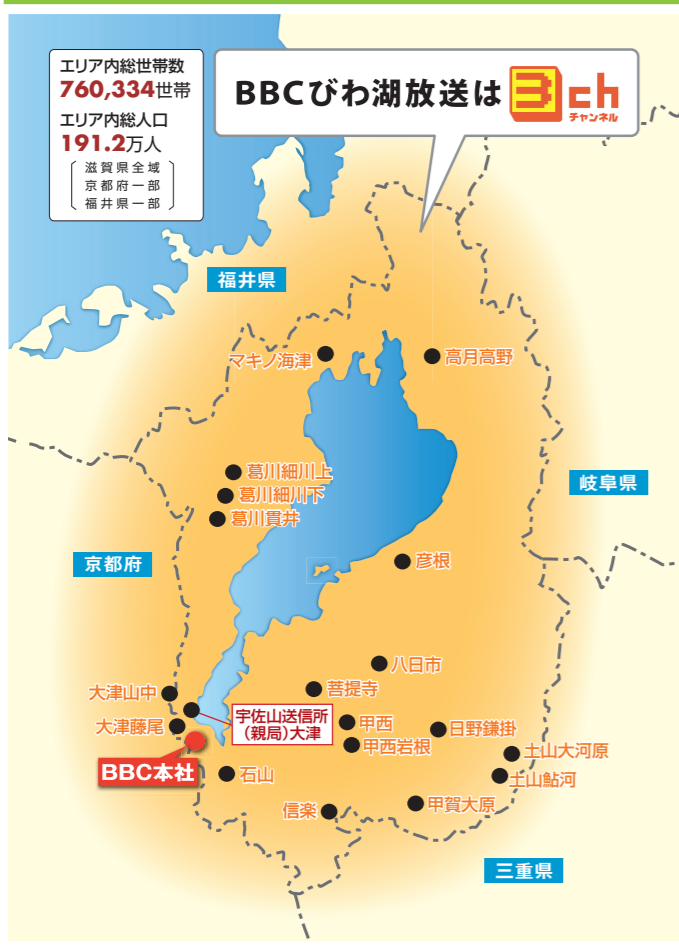 エリア内総世帯数
760,334世帯
エリア内総人口
191.2万人
滋賀県全域
京都府一部
福井県一部
BBCびわ湖放送は 3ch
チャンネル
福井県
マキノ海津
高月高野
葛川細川上
葛川細川下
葛川貫井
岐阜県
京都府
彦根
八日市
菩提寺
大津山中
宇佐山送信所
(親局)大津
大津藤尾
甲西
甲西岩根
日野鎌掛
土山大河原
土山鮎河
BBC本社
石山
信楽
甲賀大原
三重県